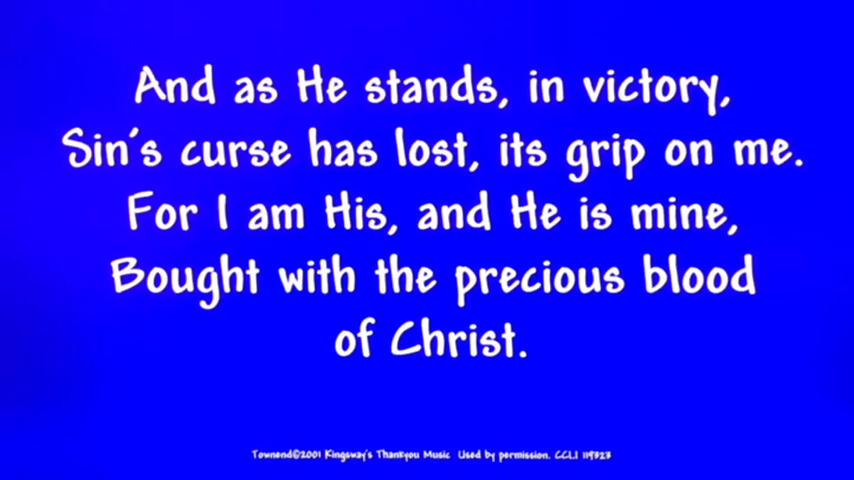 And as He stands, in victory,
Sin's curse has lost, its grip on me.
For I am His, and He is mine,
Bought with the precious blood
of Christ.
Townend©2001 Kingsway's Thankyou Music Used by permission. CCLI 119323